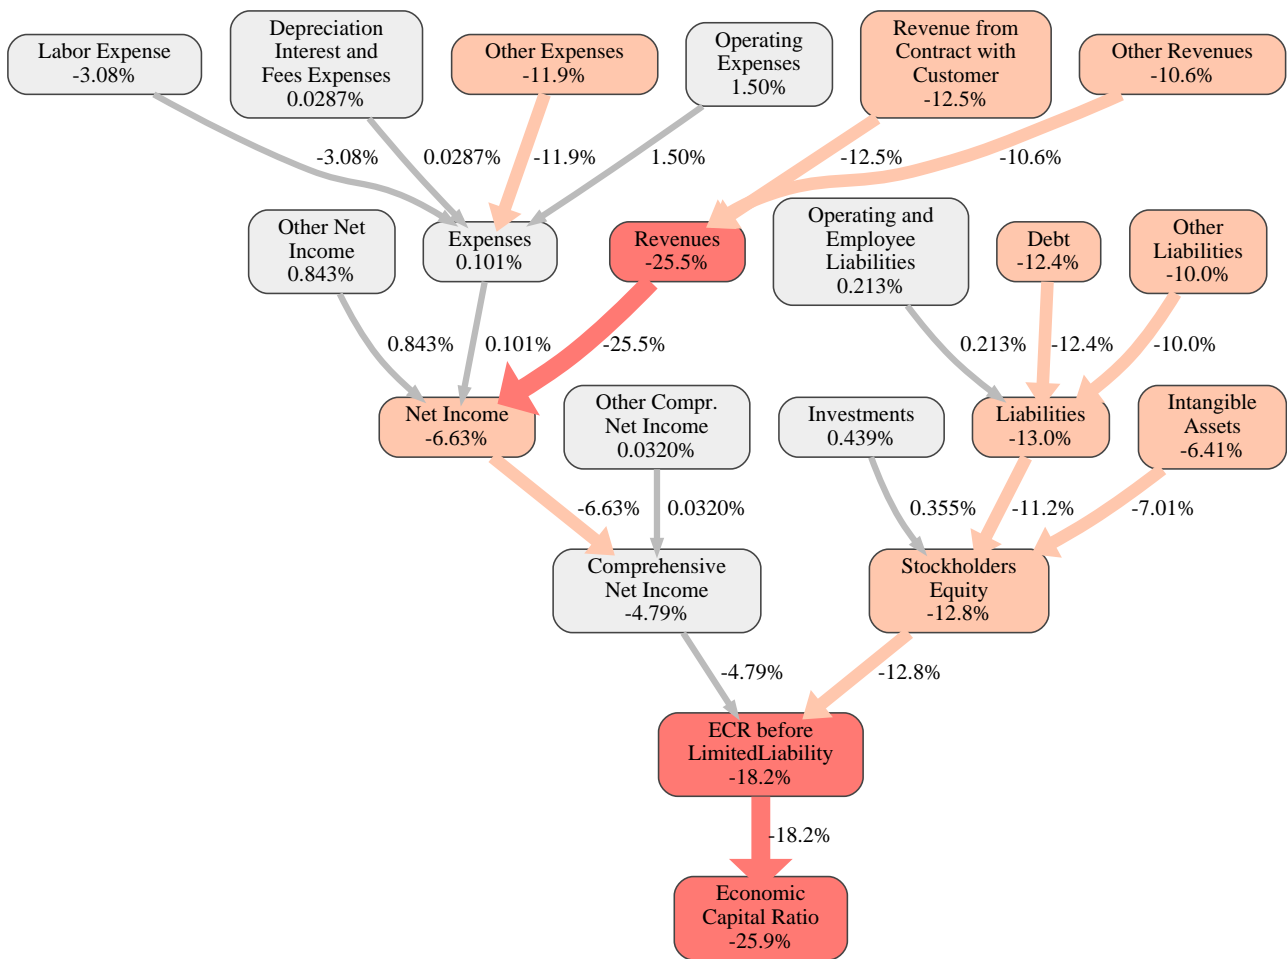 Labor Expense
-3.08%
Depreciation
Interest and
Fees Expenses
0.0287%
Other Expenses
-11.9%
Operating
Expenses
1.50%
Revenue from
Contract with
Customer
-12.5%
Other Revenues
-10.6%
-3.08%
0.0287%
-11.9%
1.50%
-12.5%
-10.6%
Other Net
Income
0.843%
Expenses
0.101%
Revenues
-25.5%
Operating and
Employee
Liabilities
0.213%
Debt
-12.4%
Other
Liabilities
-10.0%
0.843%
0.101%
-25.5%
0.213%
-12.4%
-10.0%
Net Income
-6.63%
Other Compr.
Net Income
0.0320%
Investments
0.439%
Liabilities
-13.0%
Intangible
Assets
-6.41%
-6.63%
0.0320%
0.355%
-11.2%
-7.01%
Comprehensive
Net Income
-4.79%
Stockholders
Equity
-12.8%
-4.79%
-12.8%
ECR before
LimitedLiability
-18.2%
-18.2%
Economic
Capital Ratio
-25.9%